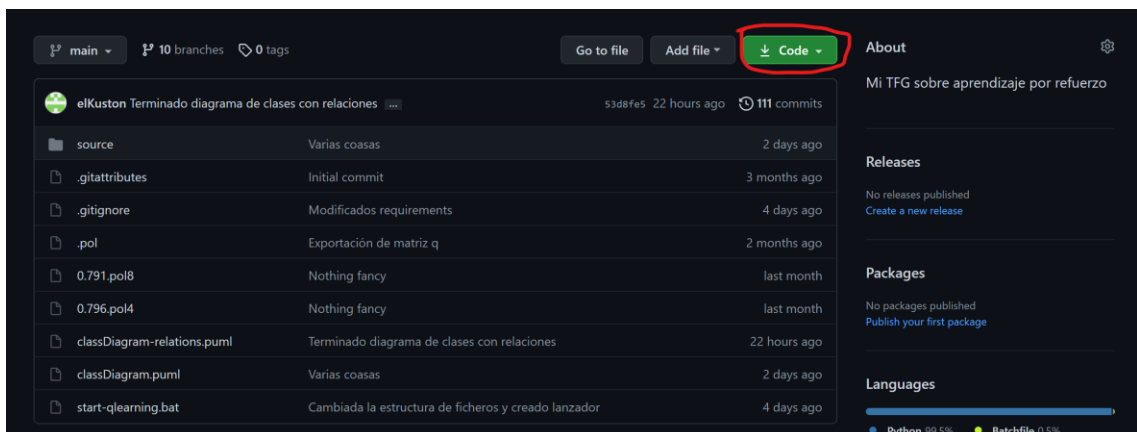 main 10 branches 0 tags Go to file Add file Code
elKuston Terminado diagrama de clases con relaciones ... 53d8fe5 22 hours ago 111 commits
source Varias coasas 2 days ago
.gitattributes Initial commit 3 months ago
.gitignore Modificados requirements 4 days ago
.pol Exportación de matriz q 2 months ago
0.791.pol8 Nothing fancy last month
0.796.pol4 Nothing fancy last month
classDiagram-relations.puml Terminado diagrama de clases con relaciones 22 hours ago
classDiagram.puml Varias coasas 2 days ago
start-qlearning.bat Cambiada la estructura de ficheros y creado lanzador 4 days ago
About
Mi TFG sobre aprendizaje por refuerzo
Releases
No releases published
Create a new release
Packages
No packages published
Publish your first package
Languages
Python 99.5% Batchfile 0.5%